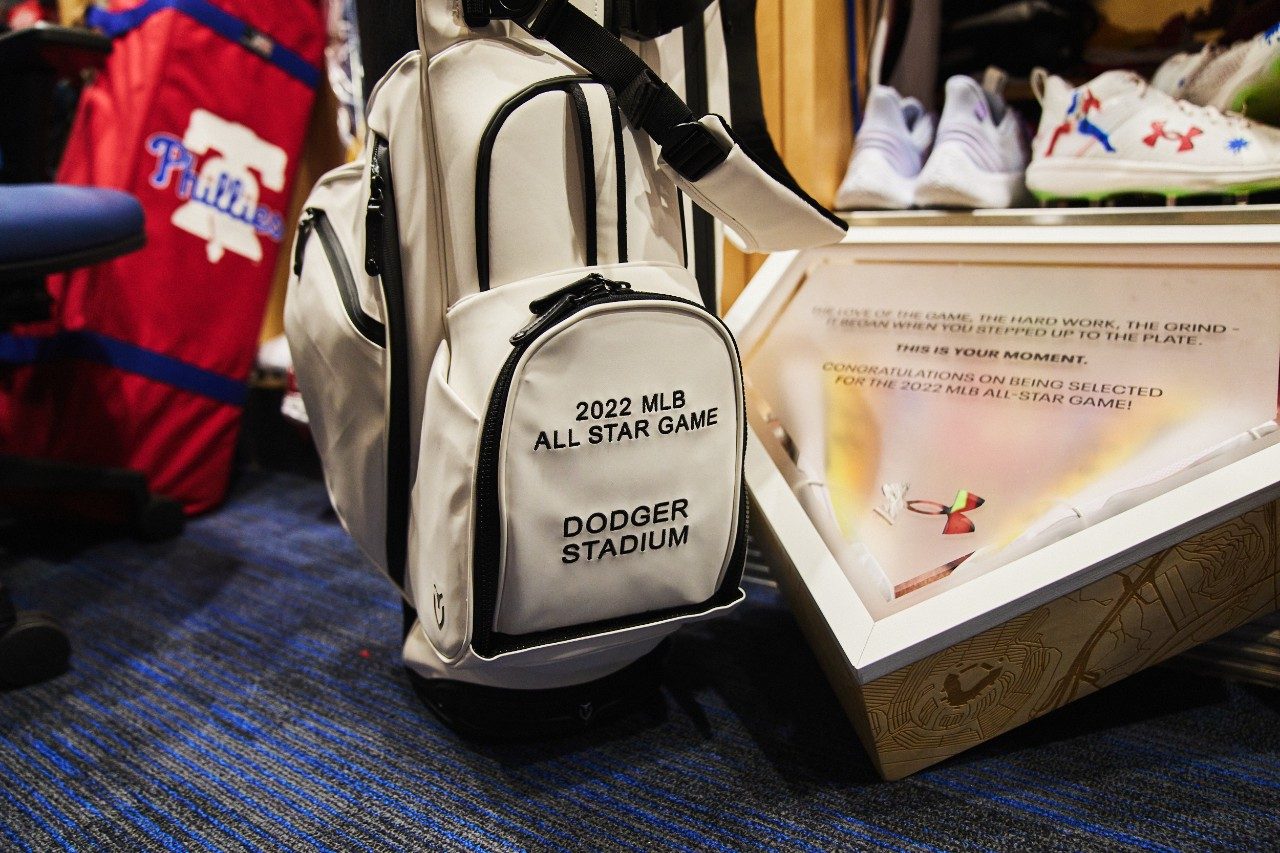 Phillies
2022 MLB
ALL STAR GAME
DODGER
STADIUM
THE LOVE OF THE GAME, THE HARD WORK, THE GRIND -
IT BEGAN WHEN YOU STEPPED UP TO THE PLATE.
THIS IS YOUR MOMENT.
CONGRATULATIONS ON BEING SELECTED
FOR THE 2022 MLB ALL-STAR GAME!